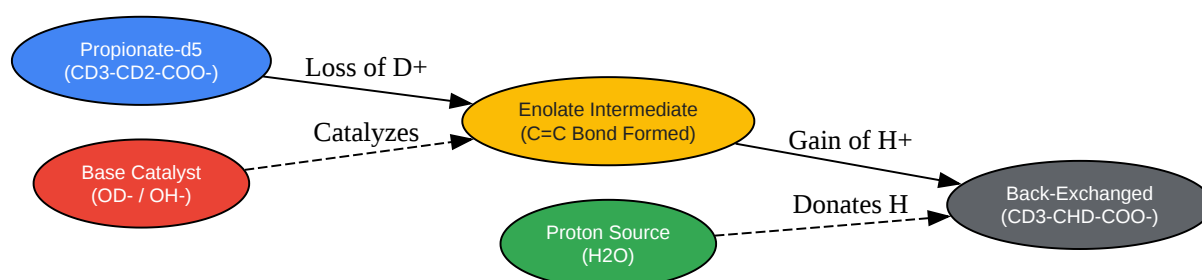 Propionate-d5
(CD3-CD2-COO-)
Loss of D+
Enolate Intermediate
(C=C Bond Formed)
Catalyzes
Base Catalyst
(OD- / OH-)
Gain of H+
Back-Exchanged
(CD3-CHD-COO-)
Donates H
Proton Source
(H2O)